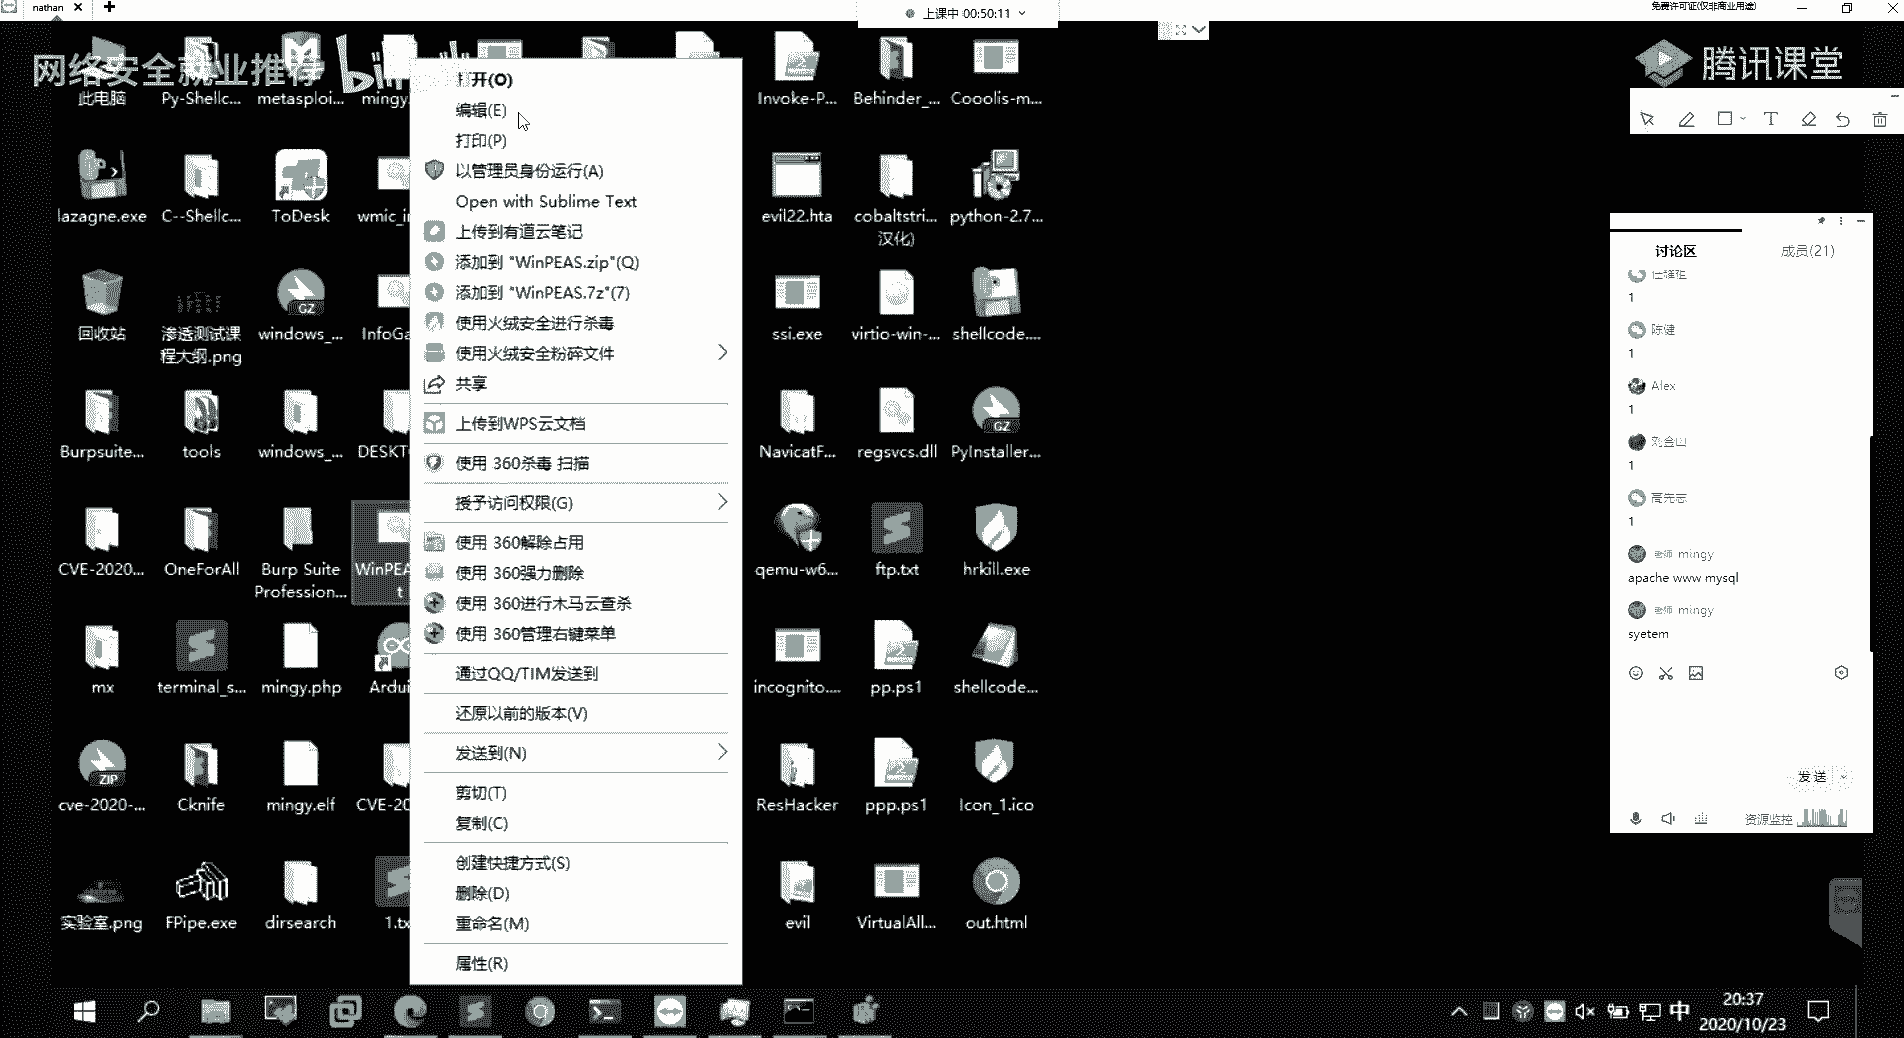 nathan
上课中 00:50:11
免费许可证(仅非商业用途)
网络安全就业推荐
腾讯课堂
此电脑
Py-Shellc...
metasploi...
mingy.
Invoke-P...
Behinder_...
Cooolis-m...
lazagne.exe
C--Shellc...
ToDesk
wmic_i
evil22.hta
cobaltstri...
汉化)
python-2.7...
回收站
渗透测试课
程大纲.png
windows_...
InfoGa
ssi.exe
virtio-win-...
shellcode....
Burpsuite...
tools
windows_...
DESKT
NavicatF...
regsvcs.dll
PyInstaller...
CVE-2020...
OneForAll
Burp Suite
Profession...
WinPEA
t
qemu-w6...
ftp.txt
hrkill.exe
mx
terminal_s...
mingy.php
Ardui
incognito....
pp.ps1
shellcode...
cve-2020-...
Cknife
mingy.elf
CVE-20
ResHacker
ppp.ps1
Icon_1.ico
实验室.png
FPipe.exe
dirsearch
1.tx
evil
VirtualAll...
out.html
GZ
GZ
ZIP
打开(O)
编辑(E)
打印(P)
以管理员身份运行(A)
Open with Sublime Text
上传到有道云笔记
添加到 "WinPEAS.zip"(Q)
添加到 "WinPEAS.7z"(7)
使用火绒安全进行杀毒
使用火绒安全粉碎文件
共享
上传到WPS云文档
使用 360杀毒 扫描
授予访问权限(G)
使用 360解除占用
使用 360强力删除
使用 360进行木马云查杀
使用 360管理右键菜单
通过QQ/TIM发送到
还原以前的版本(V)
发送到(N)
剪切(T)
复制(C)
创建快捷方式(S)
删除(D)
重命名(M)
属性(R)
讨论区
成员(21)
1
陈健
1
Alex
1
1
高先志
1
老师 mingy
apache www mysql
老师 mingy
syetem
发送
资源监控
中
20:37
2020/10/23